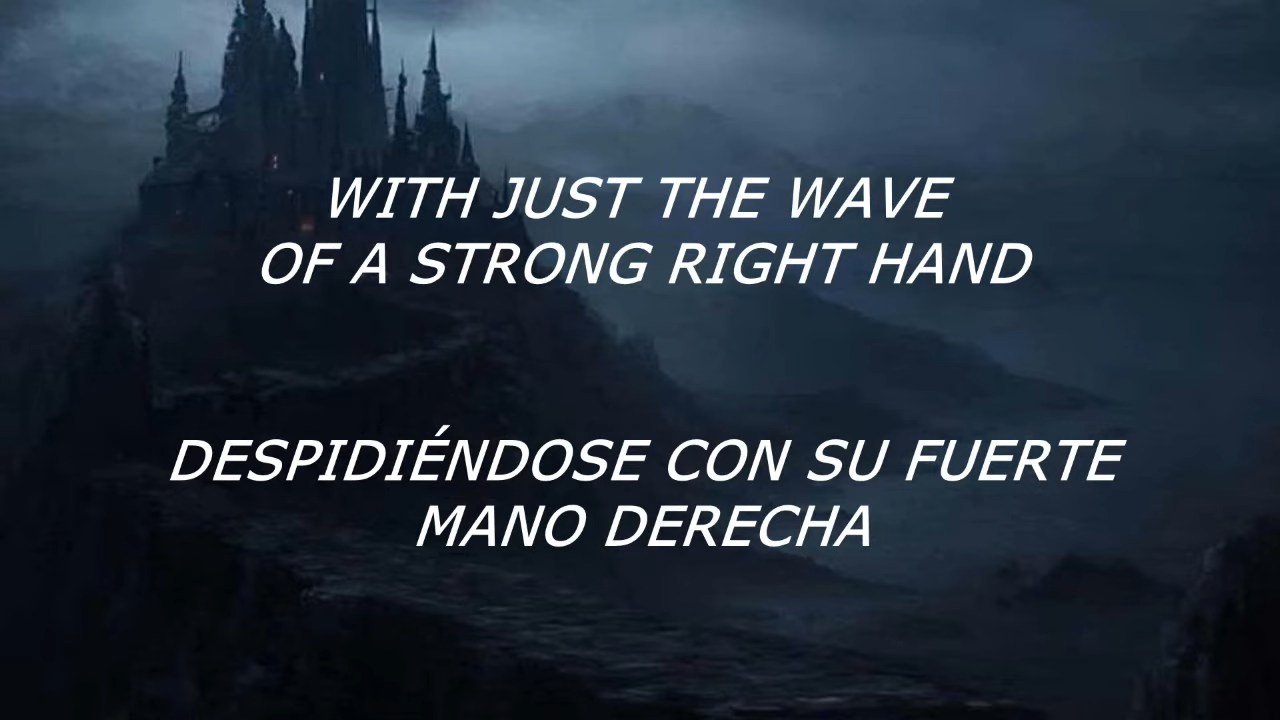 WITH JUST THE WAVE
OF A STRONG RIGHT HAND
DESPIDIÉNDOSE CON SU FUERTE
MANO DERECHA